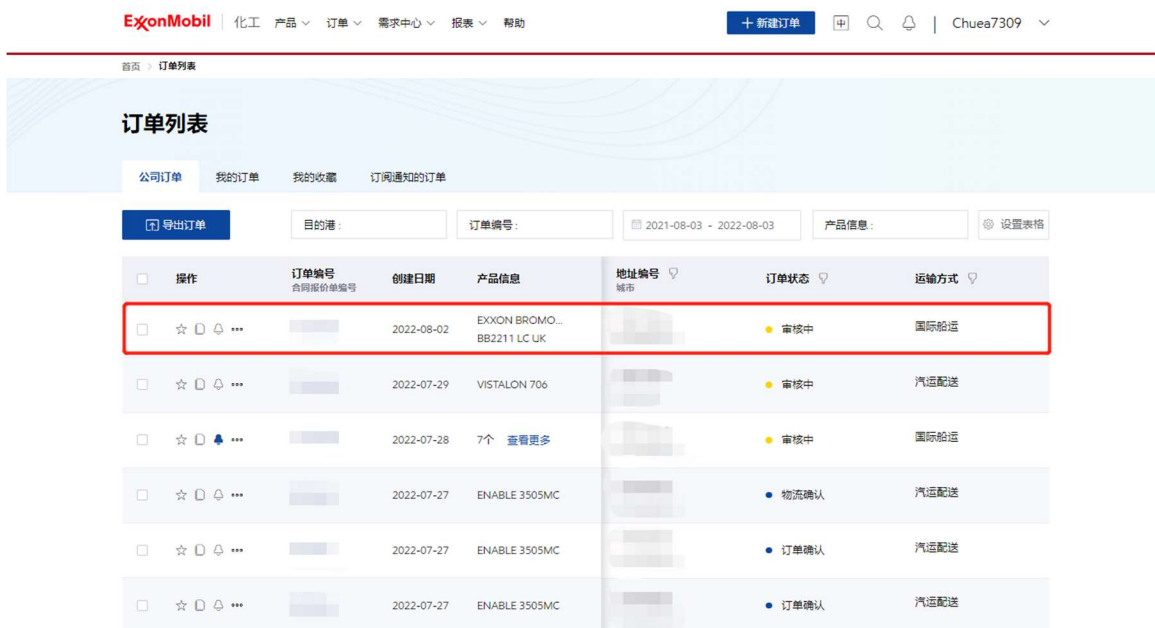 ExxonMobil 化工 产品 订单 需求中心 报表 帮助 新建订单 中 Chuea7309
首页 > 订单列表
订单列表
公司订单 我的订单 我的收藏 订阅通知的订单
导出订单 目的港: 订单编号: 2021-08-03 - 2022-08-03 产品信息: 设置表格
操作 订单编号 创建日期 产品信息 地址编号 订单状态 运输方式
合同报价单编号 城市
2022-08-02 EXXON BROMO... 审核中 国际船运
BB2211 LC UK
2022-07-29 VISTALON 706 审核中 汽运配送
2022-07-28 7个 查看更多 审核中 国际船运
2022-07-27 ENABLE 3505MC 物流确认 汽运配送
2022-07-27 ENABLE 3505MC 订单确认 汽运配送
2022-07-27 ENABLE 3505MC 订单确认 汽运配送